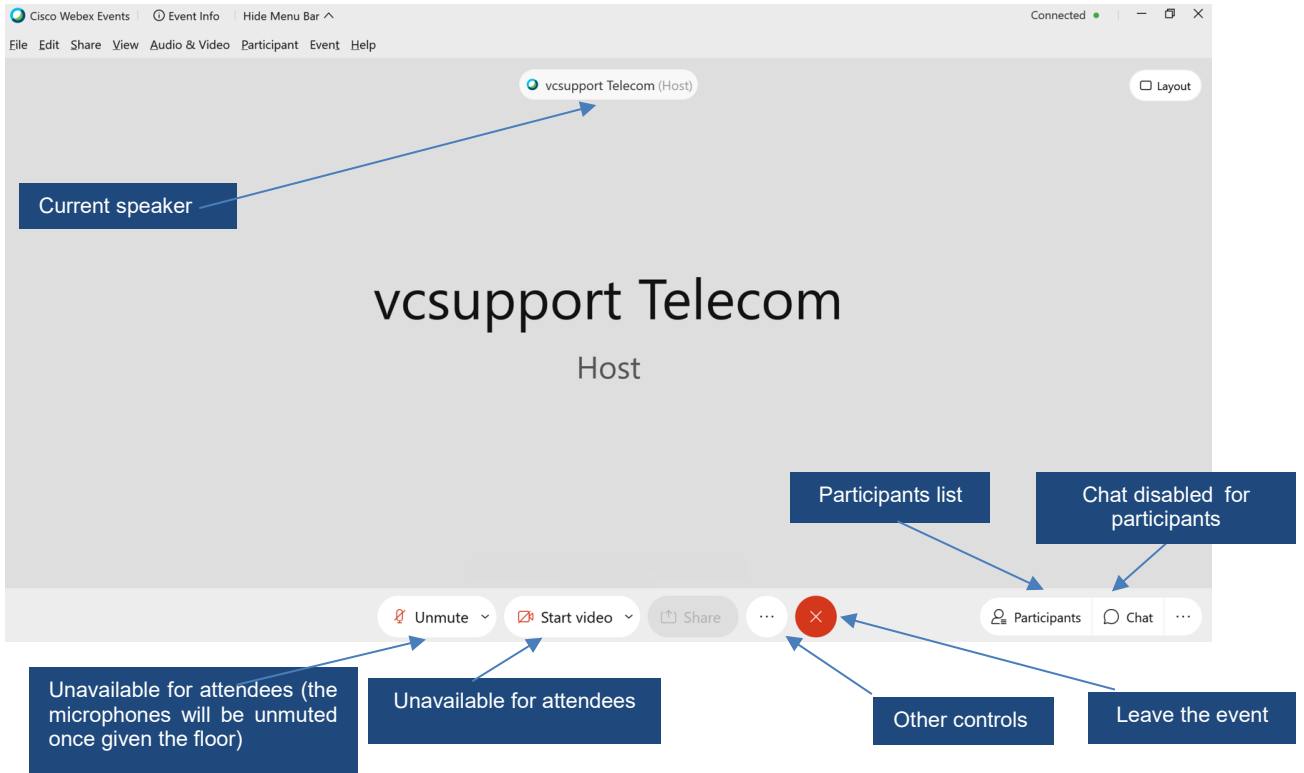 Cisco Webex Events Event Info Hide Menu Bar Connected
File Edit Share View Audio & Video Participant Event Help
vcsupport Telecom (Host)
Layout
Current speaker
vcsupport Telecom
Host
Participants list
Chat disabled for
participants
Unmute Start video Share ... Participants Chat ...
Unavailable for attendees (the
microphones will be unmuted
once given the floor)
Unavailable for attendees
Other controls
Leave the event